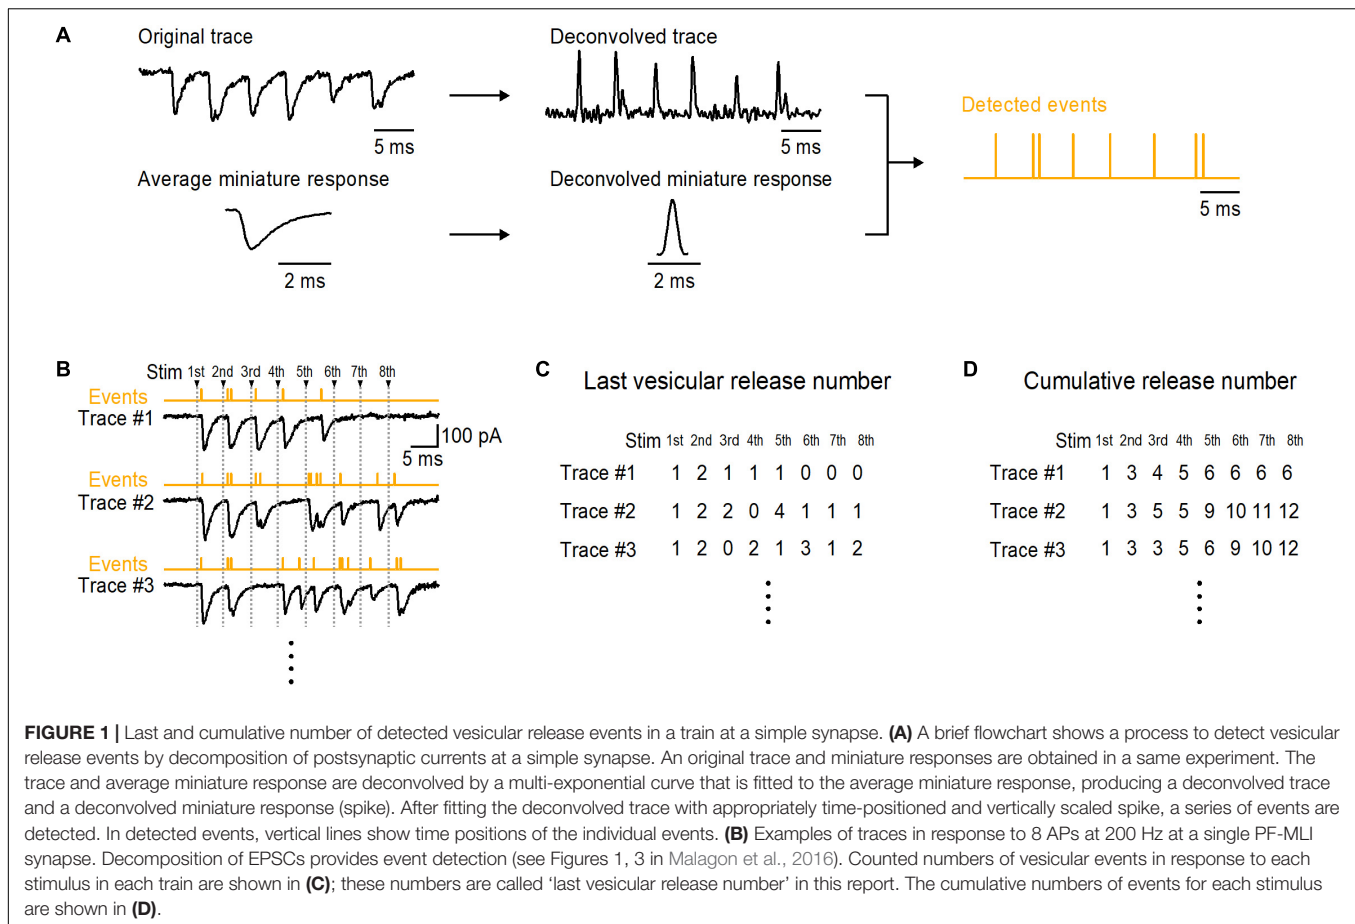 A
Original trace
Deconvolved trace
5 ms
5 ms
Average miniature response
Deconvolved miniature response
2 ms
2 ms
Detected events
5 ms
B
Stim 1st 2nd 3rd 4th 5th 6th 7th 8th
Events
Trace #1
100 pA
5 ms
Events
Trace #2
Events
Trace #3
C
Last vesicular release number
Stim 1st 2nd 3rd 4th 5th 6th 7th 8th
Trace #1 1 2 1 1 1 0 0 0
Trace #2 1 2 2 0 4 1 1 1
Trace #3 1 2 0 2 1 3 1 2
D
Cumulative release number
Stim 1st 2nd 3rd 4th 5th 6th 7th 8th
Trace #1 1 3 4 5 6 6 6 6
Trace #2 1 3 5 5 9 10 11 12
Trace #3 1 3 3 5 6 9 10 12
FIGURE 1 | Last and cumulative number of detected vesicular release events in a train at a simple synapse. (A) A brief flowchart shows a process to detect vesicular
release events by decomposition of postsynaptic currents at a simple synapse. An original trace and miniature responses are obtained in a same experiment. The
trace and average miniature response are deconvolved by a multi-exponential curve that is fitted to the average miniature response, producing a deconvolved trace
and a deconvolved miniature response (spike). After fitting the deconvolved trace with appropriately time-positioned and vertically scaled spike, a series of events are
detected. In detected events, vertical lines show time positions of the individual events. (B) Examples of traces in response to 8 APs at 200 Hz at a single PF-MLI
synapse. Decomposition of EPSCs provides event detection (see Figures 1, 3 in Malagon et al., 2016). Counted numbers of vesicular events in response to each
stimulus in each train are shown in (C); these numbers are called 'last vesicular release number' in this report. The cumulative numbers of events for each stimulus
are shown in (D).